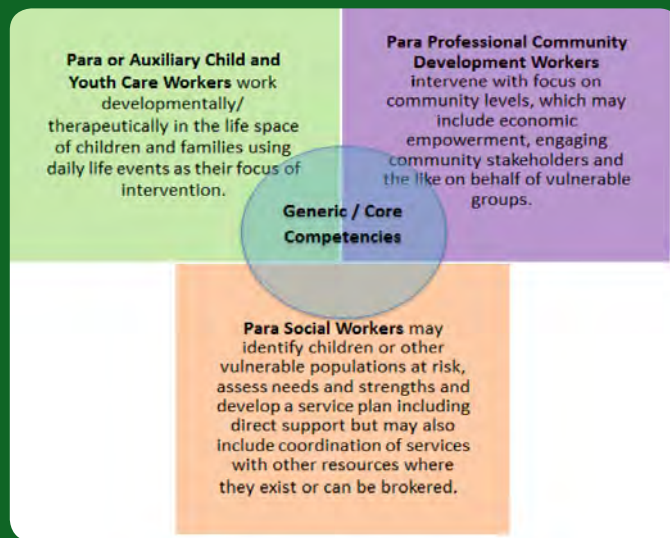 Para or Auxiliary Child and
Youth Care Workers work
developmentally/
therapeutically in the life space
of children and families using
daily life events as their focus of
intervention.
Para Professional Community
Development Workers
intervene with focus on
community levels, which may
include economic
empowerment, engaging
community stakeholders and
the like on behalf of vulnerable
groups.
Generic / Core
Competencies
Para Social Workers may
identify children or other
vulnerable populations at risk,
assess needs and strengths and
develop a service plan including
direct support but may also
include coordination of services
with other resources where
they exist or can be brokered.